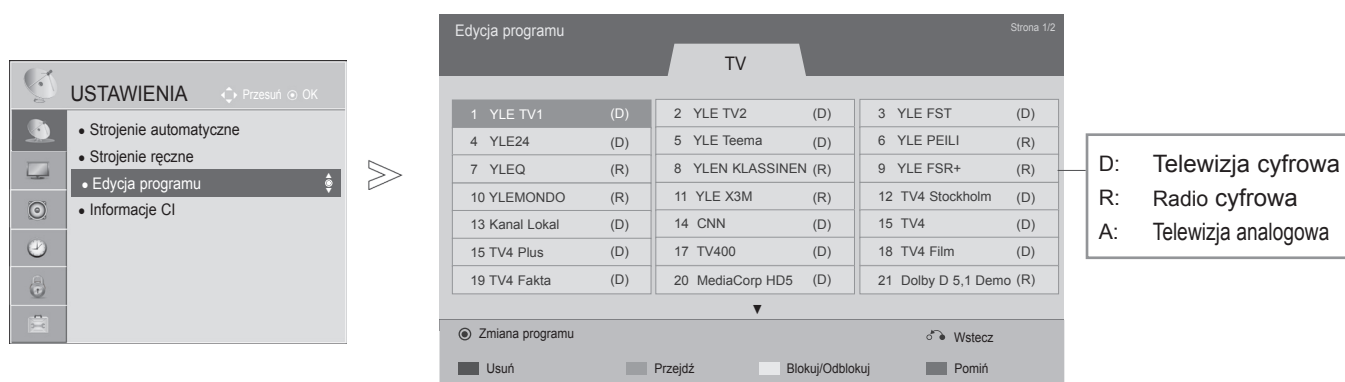 USTAWIENIA
Przesuń OK
• Strojenie automatyczne
• Strojenie ręczne
• Edycja programu
• Informacje CI
Edycja programu
Strona 1/2
TV
1 YLE TV1 (D) 2 YLE TV2 (D) 3 YLE FST (D)
4 YLE24 (D) 5 YLE Teema (D) 6 YLE PEILI (R)
7 YLEQ (R) 8 YLEN KLASSINEN (R) 9 YLE FSR+ (R)
10 YLEMONDO (R) 11 YLE X3M (R) 12 TV4 Stockholm (D)
13 Kanal Lokal (D) 14 CNN (D) 15 TV4 (D)
15 TV4 Plus (D) 17 TV400 (D) 18 TV4 Film (D)
19 TV4 Fakta (D) 20 MediaCorp HD5 (D) 21 Dolby D 5,1 Demo (R)
Zmiana programu Wstecz
Usuń Przejdź Blokuj/Odblokuj Pomiń
D: Telewizja cyfrowa
R: Radio cyfrowa
A: Telewizja analogowa